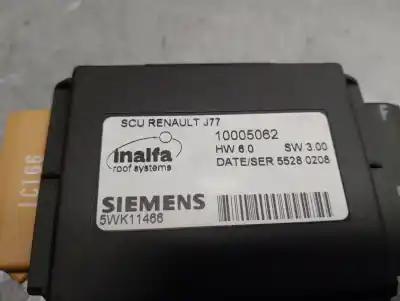 SCU RENAULT J77
inalfa
roof systems
10005062
HW 6.0 SW 3.00
DATE/SER 5528 0208
SIEMENS
5WK11466
1C166
F